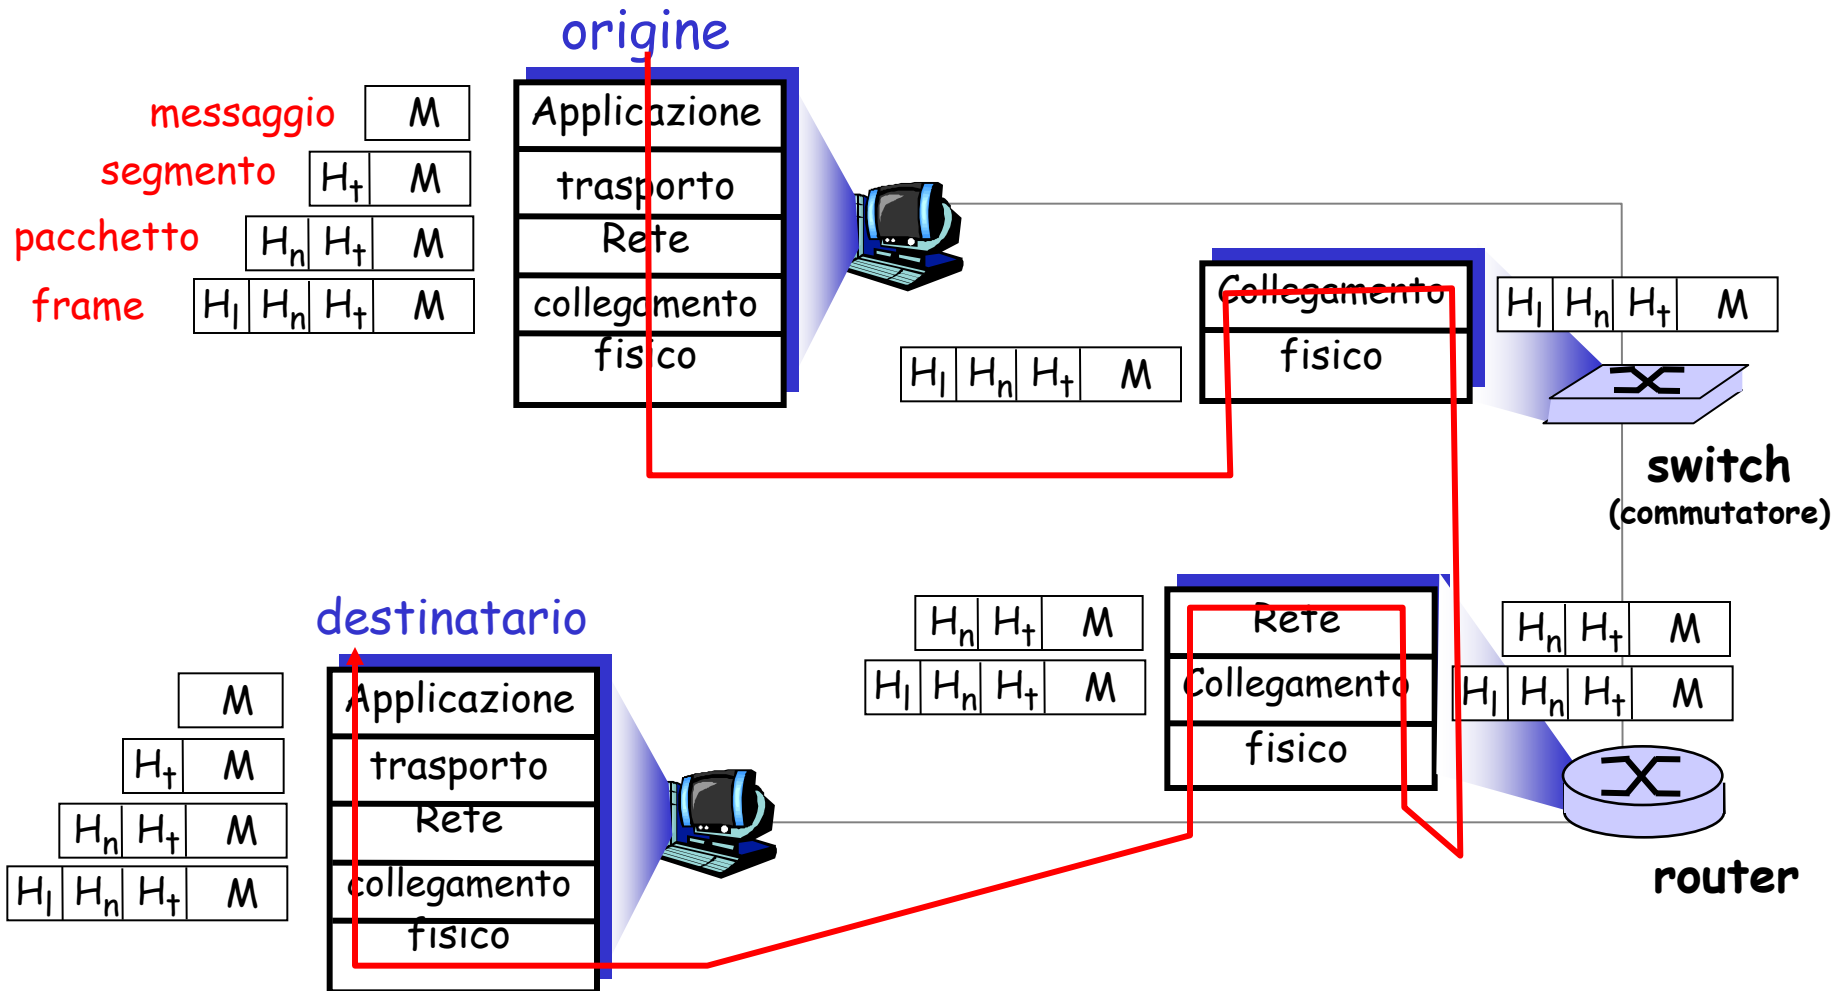 origine
messaggio M
segmento Ht M
pacchetto Hn Ht M
frame Hl Hn Ht M
Applicazione
trasporto
Rete
collegamento
fisico
Hl Hn Ht M
Collegamento
fisico
Hl Hn Ht M
switch
(commutatore)
destinatario
M
Ht M
Hn Ht M
Hl Hn Ht M
Applicazione
trasporto
Rete
collegamento
fisico
Hn Ht M
Hl Hn Ht M
Rete
Collegamento
fisico
Hn Ht M
Hl Hn Ht M
router